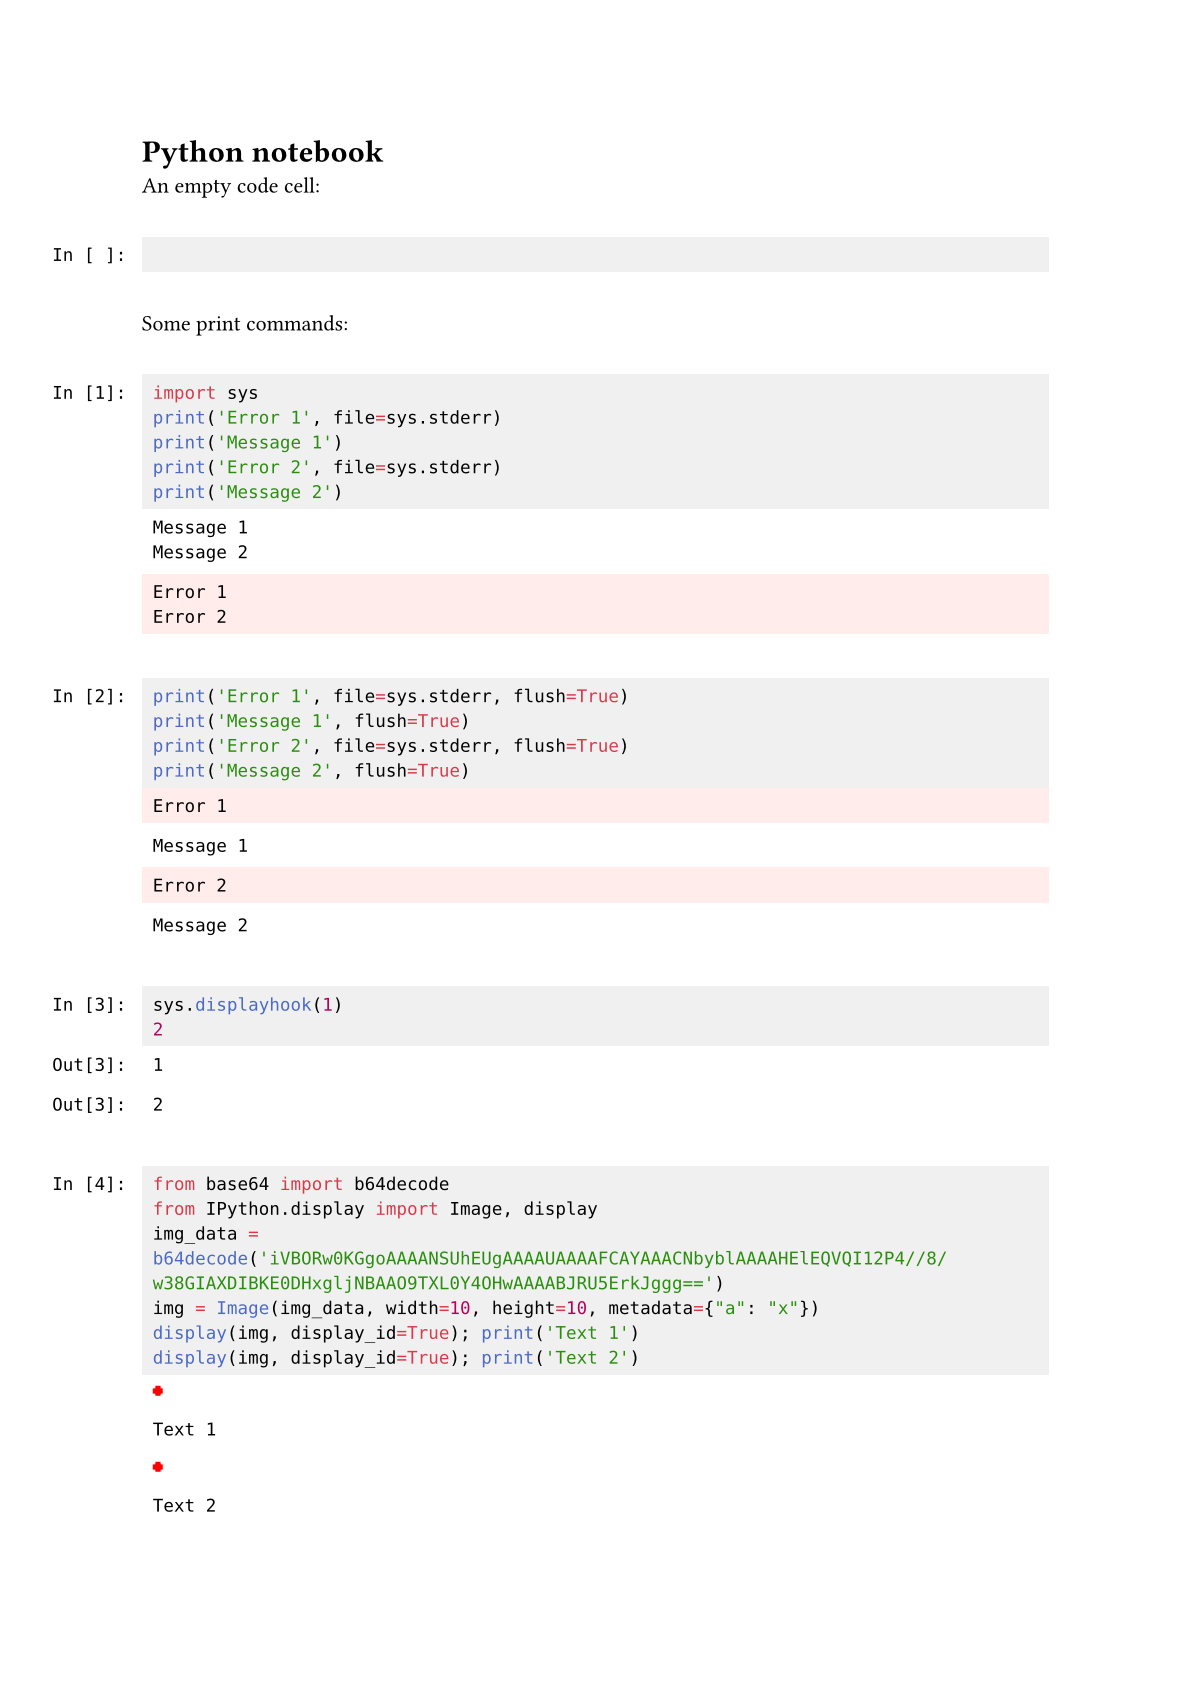 Python notebook
An empty code cell:
In [ ]:
Some print commands:
In [1]: import sys
print('Error 1', file=sys.stderr)
print('Message 1')
print('Error 2', file=sys.stderr)
print('Message 2')
Message 1
Message 2
Error 1
Error 2
In [2]: print('Error 1', file=sys.stderr, flush=True)
print('Message 1', flush=True)
print('Error 2', file=sys.stderr, flush=True)
print('Message 2', flush=True)
Error 1
Message 1
Error 2
Message 2
In [3]: sys.displayhook(1)
2
Out[3]: 1
Out[3]: 2
In [4]: from base64 import b64decode
from IPython.display import Image, display
img_data =
b64decode('iVBORw0KGgoAAAANSUhEUgAAAAUAAAAFCAYAAACNbyblAAAAHElEQVQI12P4//8/
w38GIAXDIBKE0DHxgljNBAAO9TXL0Y4OHwAAAABJRU5ErkJggg==')
img = Image(img_data, width=10, height=10, metadata={"a": "x"})
display(img, display_id=True); print('Text 1')
display(img, display_id=True); print('Text 2')
Text 1
Text 2